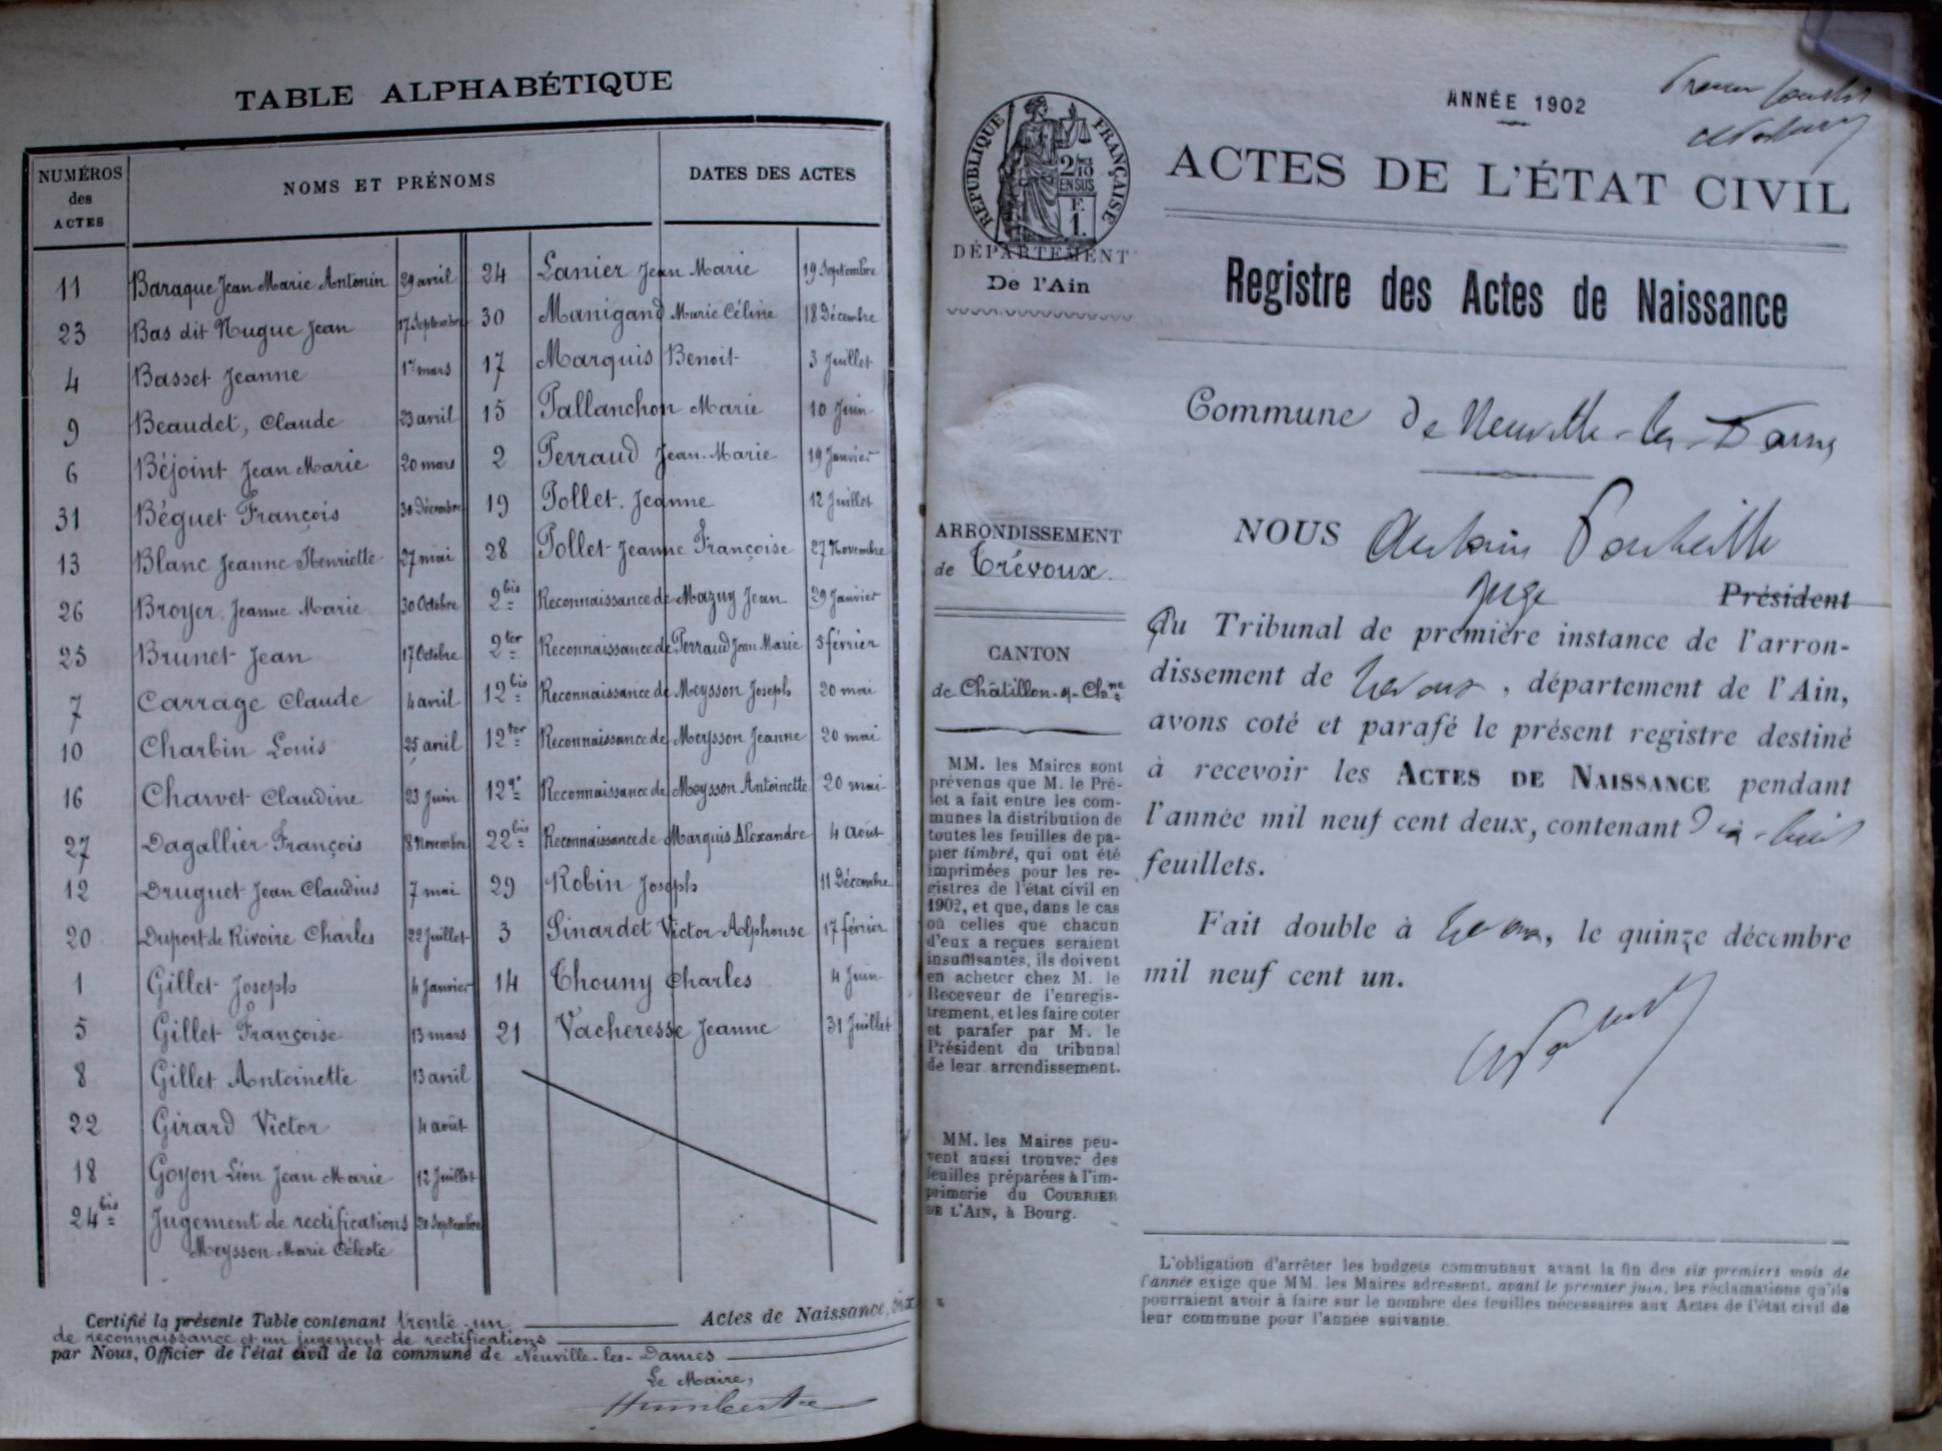 TABLE ALPHABÉTIQUE
NUMÉROS des ACTES
NOMS ET PRÉNOMS
DATES DES ACTES
11 Baraque Jean Marie Antonin 29 avril
23 Bas dit Nugue Jean 17 Septembre
4 Basset Jeanne 1er mars
9 Beaudet, Claude 23 avril
6 Béjoint Jean Marie 20 mars
31 Béguet François 30 Décembre
13 Blanc Jeanne Henriette 27 mai
26 Broyer Jeanne Marie 30 Octobre
25 Brunet Jean 17 Octobre
7 Carrage Claude 4 avril
10 Charbin Louis 25 avril
16 Charvet Claudine 23 Juin
27 Dagallier François 8 Novembre
12 Druguet Jean Claudius 7 mai
20 Duport de Rivoire Charles 22 Juillet
1 Gillet Joseph 4 Janvier
5 Gillet Françoise 13 mars
8 Gillet Antoinette 13 avril
22 Girard Victor 4 août
18 Goyon Léon Jean Marie 12 Juillet
24 bis Jugement de rectifications
Meysson Marie Céleste
24 Lanier Jean Marie 19 Septembre
30 Manigand Marie Céline 18 Décembre
17 Marquis Benoit 3 Juillet
15 Pallanchon Marie 10 Juin
2 Perraud Jean-Marie 19 Janvier
19 Pollet Jeanne 12 Juillet
28 Pollet Jeanne Françoise 27 Novembre
2 bis Reconnaissance de Mazuy Jean 29 Janvier
2 ter Reconnaissance de Perraud Jean Marie 3 février
12 bis Reconnaissance de Meysson Joseph 20 mai
12 ter Reconnaissance de Meysson Jeanne 20 mai
12 qr Reconnaissance de Meysson Antoinette 20 mai
22 bis Reconnaissance de Marquis Alexandre 4 août
29 Robin Joseph 11 Décembre
3 Sinardet Victor Alphonse 17 février
14 Thouny Charles 4 Juin
21 Vacheresse Jeanne 31 Juillet
Certifié la présente Table contenant trente-un Actes de Naissance, six
de reconnaissance et un jugement de rectifications
par Nous, Officier de l'état civil de la commune de Neuville-les-Dames
Le Maire,
RÉPUBLIQUE FRANÇAISE
DÉPARTEMENT
De l'Ain
ARRONDISSEMENT
de Trévoux.
CANTON
de Châtillon-s-Chne
MM. les Maires sont
prévenus que M. le Pré-
fet a fait entre les com-
munes la distribution de
toutes les feuilles de pa-
pier timbré, qui ont été
imprimées pour les re-
gistres de l'état civil en
1902, et que, dans le cas
où celles que chacun
d'eux a reçues seraient
insuffisantes, ils doivent
en acheter chez M. le
Receveur de l'enregis-
trement, et les faire coter
et parafer par M. le
Président du tribunal
de leur arrondissement.
MM. les Maires peu-
vent aussi trouver des
feuilles préparées à l'im-
primerie du COURRIER
DE L'AIN, à Bourg.
ANNÉE 1902
ACTES DE L'ÉTAT CIVIL
Registre des Actes de Naissance
Commune de Neuville-les-Dames
NOUS
Juge Président
du Tribunal de première instance de l'arron-
dissement de Trévoux, département de l'Ain,
avons coté et parafé le présent registre destiné
à recevoir les ACTES DE NAISSANCE pendant
l'année mil neuf cent deux, contenant Dix-huit
feuillets.
Fait double à Trévoux, le quinze décembre
mil neuf cent un.
L'obligation d'arrêter les budgets communaux avant la fin des six premiers mois de
l'année exige que MM. les Maires adressent, avant le premier juin, les réclamations qu'ils
pourraient avoir à faire sur le nombre des feuilles nécessaires aux Actes de l'état civil de
leur commune pour l'année suivante.